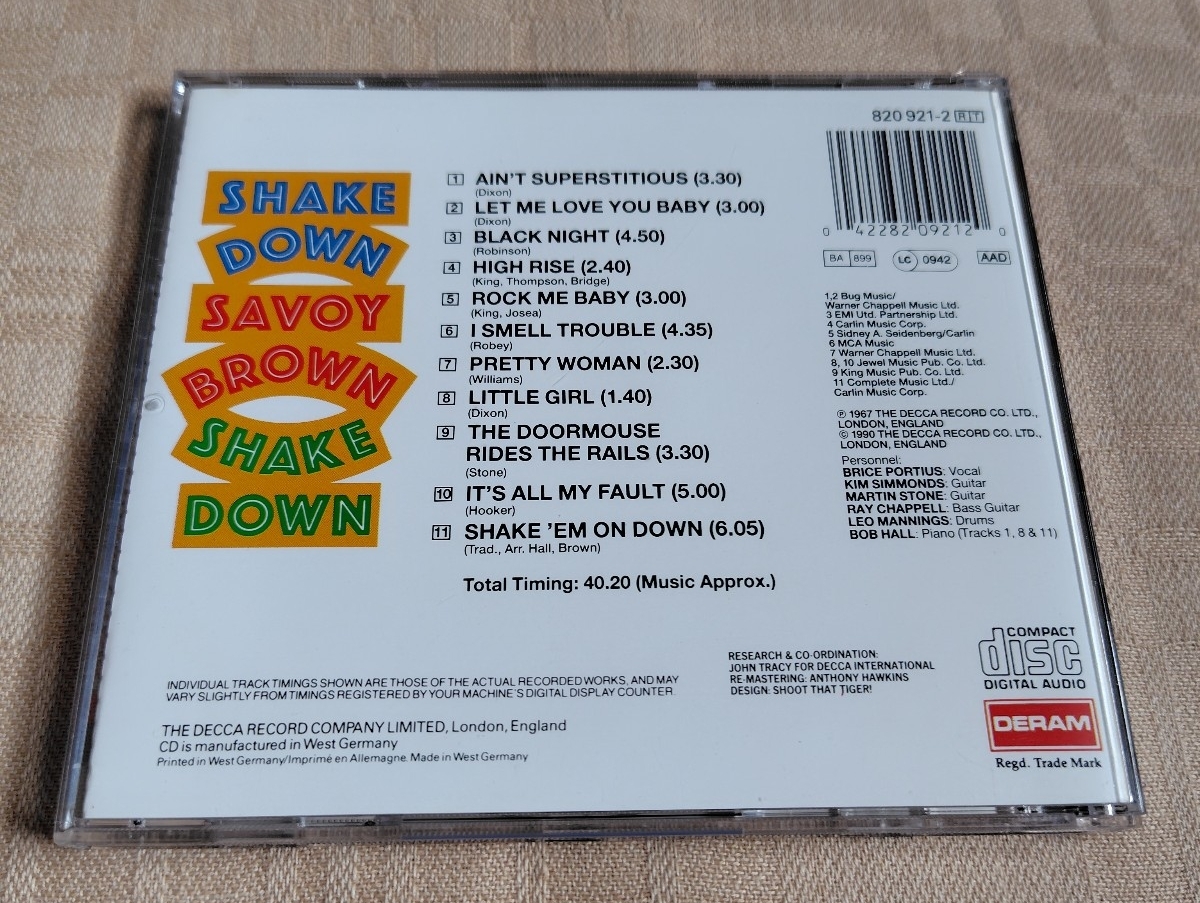 SHAKE
DOWN
SAVOY
BROWN
SHAKE
DOWN
1 AIN'T SUPERSTITIOUS (3.30)
(Dixon)
2 LET ME LOVE YOU BABY (3.00)
(Dixon)
3 BLACK NIGHT (4.50)
(Robinson)
4 HIGH RISE (2.40)
(King, Thompson, Bridge)
5 ROCK ME BABY (3.00)
(King, Josea)
6 I SMELL TROUBLE (4.35)
(Robey)
7 PRETTY WOMAN (2.30)
(Williams)
8 LITTLE GIRL (1.40)
(Dixon)
9 THE DOORMOUSE
RIDES THE RAILS (3.30)
(Stone)
10 IT'S ALL MY FAULT (5.00)
(Hooker)
11 SHAKE 'EM ON DOWN (6.05)
(Trad., Arr. Hall, Brown)
Total Timing: 40.20 (Music Approx.)
820 921-2 R T
0 42282 09212 0
BA 899 LC 0942 AAD
1,2 Bug Music/
Warner Chappell Music Ltd.
3 EMI Utd. Partnership Ltd.
4 Carlin Music Corp.
5 Sidney A. Seidenberg/Carlin
6 MCA Music
7 Warner Chappell Music Ltd.
8, 10 Jewel Music Pub. Co. Ltd.
9 King Music Pub. Co. Ltd.
11 Complete Music Ltd./
Carlin Music Corp.
℗ 1967 THE DECCA RECORD CO. LTD.,
LONDON, ENGLAND
© 1990 THE DECCA RECORD CO. LTD.,
LONDON, ENGLAND
Personnel:
BRICE PORTIUS: Vocal
KIM SIMMONDS: Guitar
MARTIN STONE: Guitar
RAY CHAPPELL: Bass Guitar
LEO MANNINGS: Drums
BOB HALL: Piano (Tracks 1, 8 & 11)
RESEARCH & CO-ORDINATION:
JOHN TRACY FOR DECCA INTERNATIONAL
RE-MASTERING: ANTHONY HAWKINS
DESIGN: SHOOT THAT TIGER!
COMPACT
disc
DIGITAL AUDIO
DERAM
Regd. Trade Mark
INDIVIDUAL TRACK TIMINGS SHOWN ARE THOSE OF THE ACTUAL RECORDED WORKS, AND MAY
VARY SLIGHTLY FROM TIMINGS REGISTERED BY YOUR MACHINE'S DIGITAL DISPLAY COUNTER.
THE DECCA RECORD COMPANY LIMITED, London, England
CD is manufactured in West Germany
Printed in West Germany/Imprimé en Allemagne. Made in West Germany